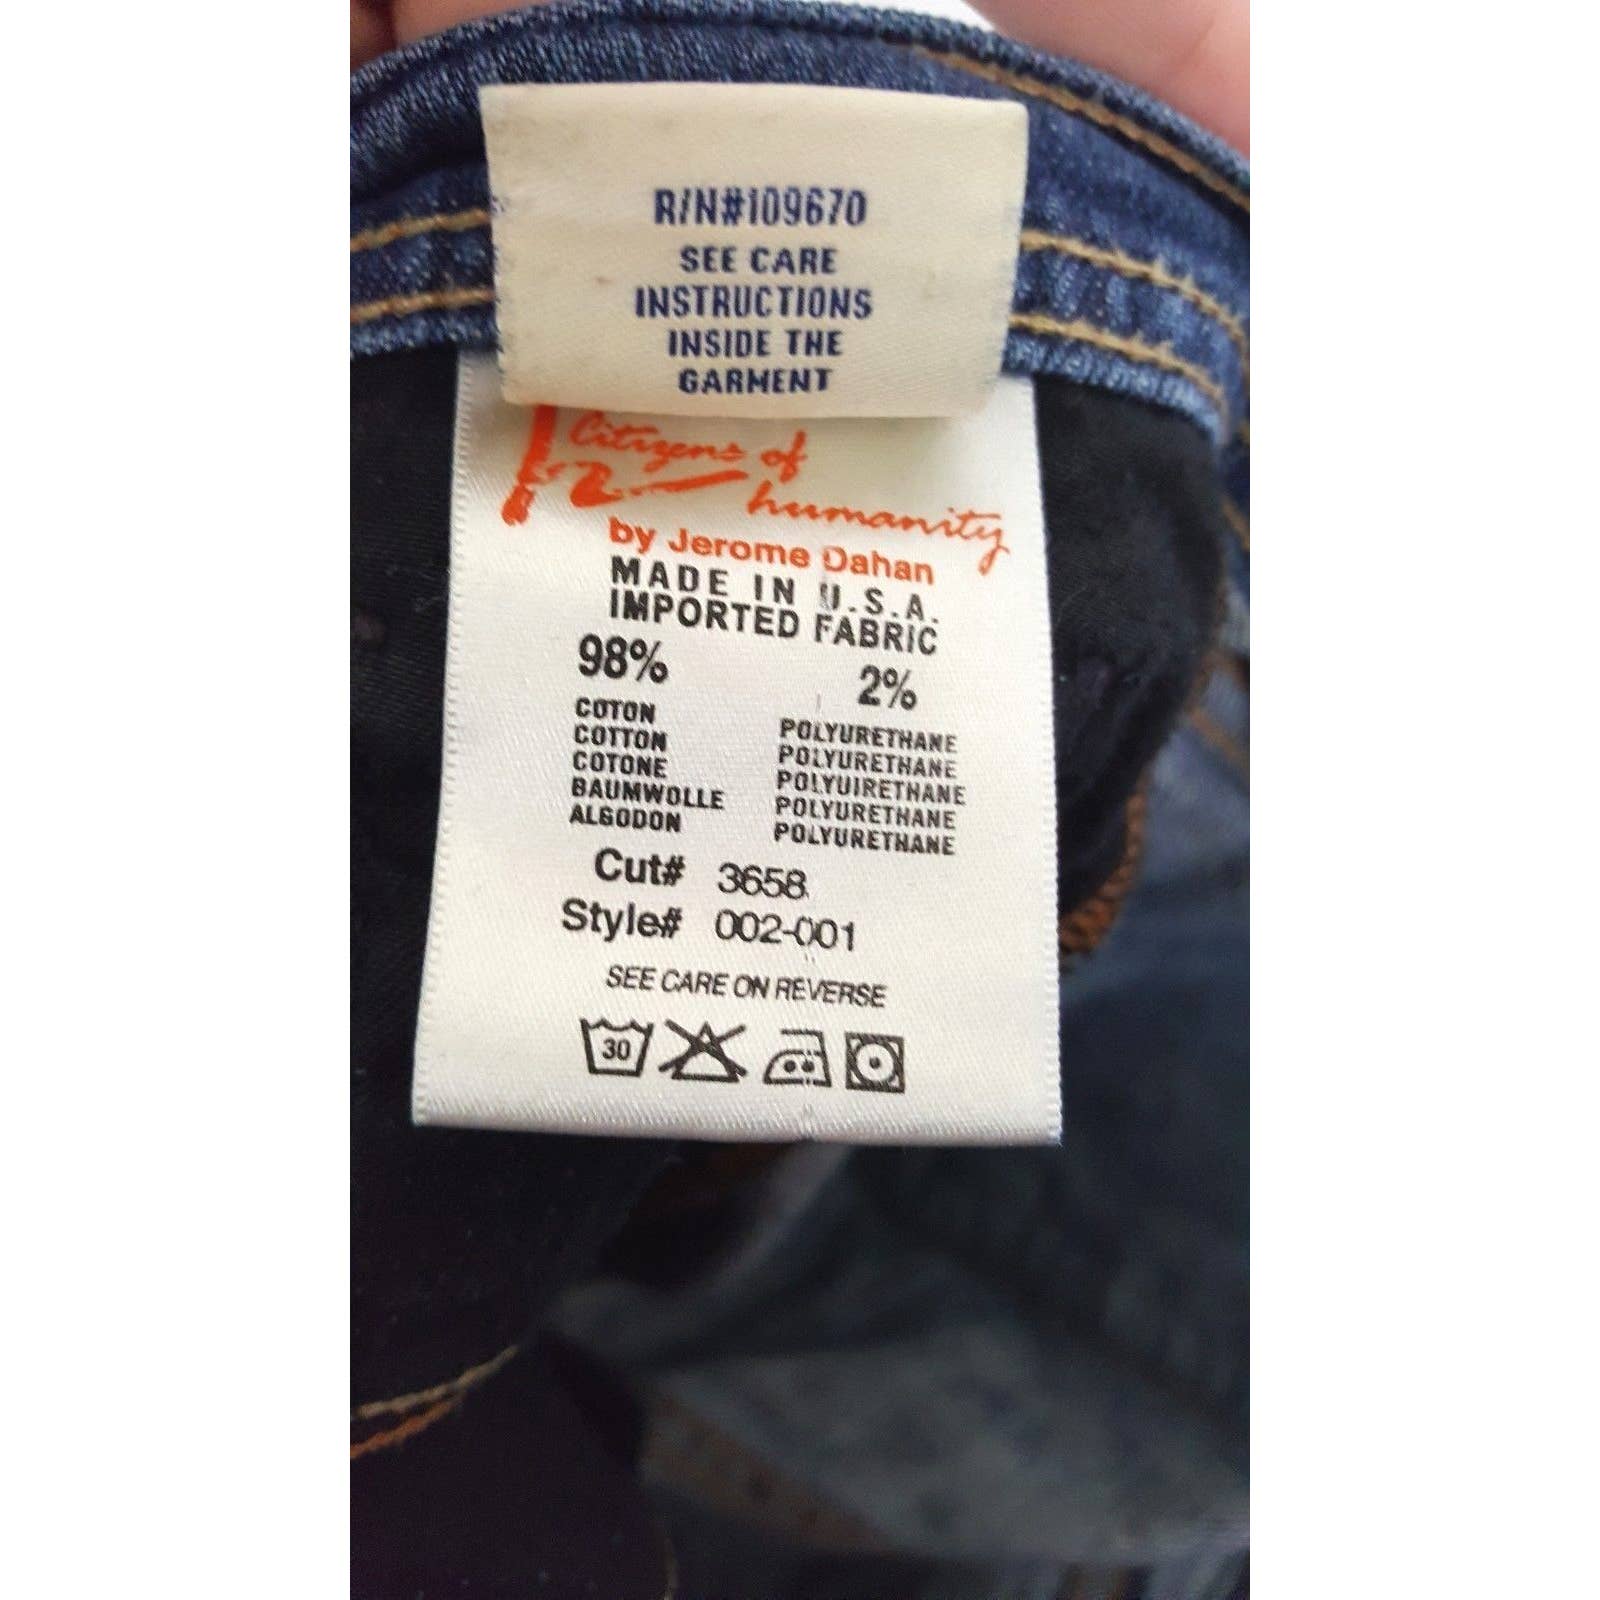 R/N#109670
SEE CARE
INSTRUCTIONS
INSIDE THE
GARMENT
Citizens of
humanity
by Jerome Dahan
MADE IN U.S.A.
IMPORTED FABRIC
98% 2%
COTON POLYURETHANE
COTTON POLYURETHANE
COTONE POLYUIRETHANE
BAUMWOLLE POLYURETHANE
ALGODON POLYURETHANE
Cut# 3658
Style# 002-001
SEE CARE ON REVERSE
30